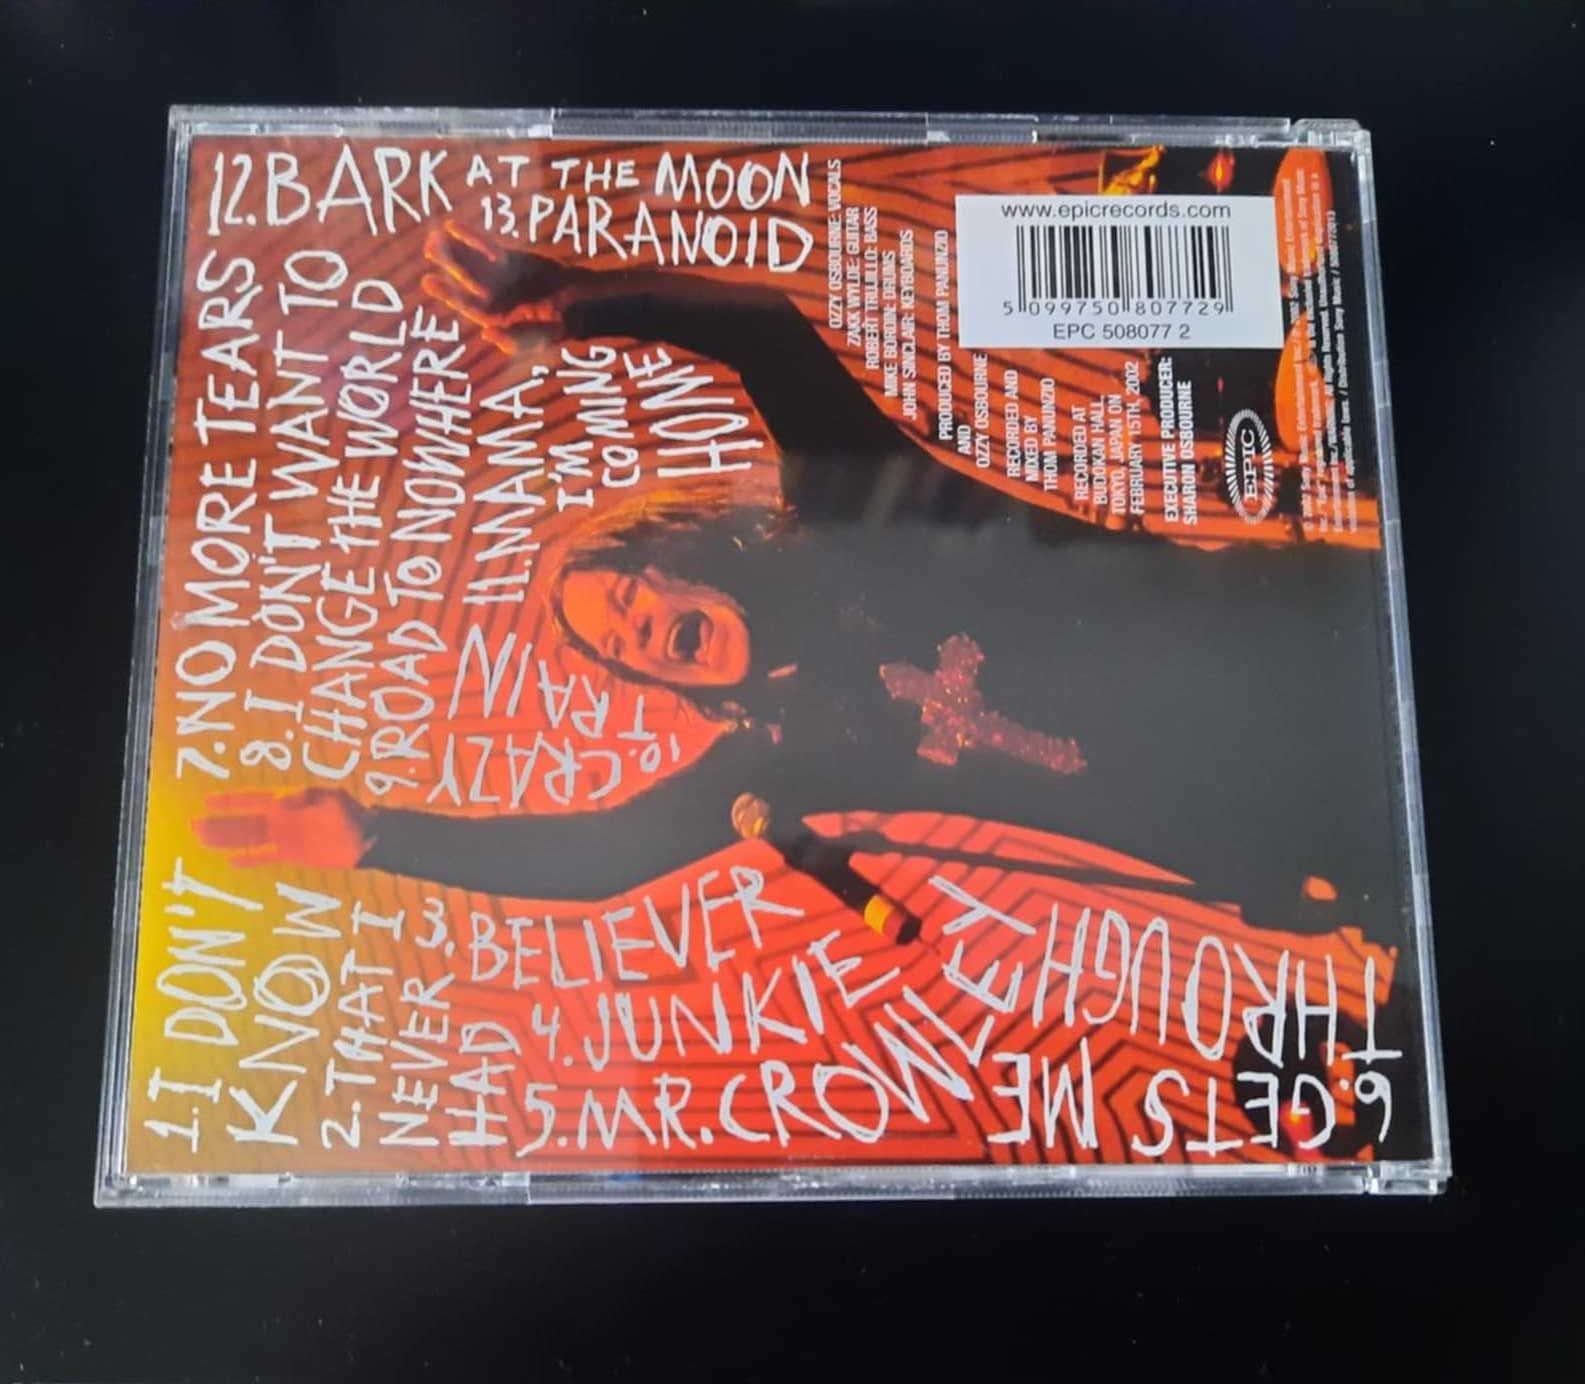 1. I DON'T
KNOW
2. THAT I
NEVER
HAD
3. BELIEVER
4. JUNKIE
5. MR. CROWLEY
6. GETS ME
THROUGH
7. NO MORE TEARS
8. I DON'T WANT TO
CHANGE THE WORLD
9. ROAD TO NOWHERE
10. CRAZY
TRAIN
11. MAMA,
I'M
COMING
HOME
12. BARK AT THE MOON
13. PARANOID
OZZY OSBOURNE: VOCALS
ZAKK WYLDE: GUITAR
ROBERT TRUJILLO: BASS
MIKE BORDIN: DRUMS
JOHN SINCLAIR: KEYBOARDS
PRODUCED BY THOM PANUNZIO
AND
OZZY OSBOURNE
RECORDED AND
MIXED BY
THOM PANUNZIO
RECORDED AT
BUDOKAN HALL,
TOKYO, JAPAN ON
FEBRUARY 15TH, 2002
EXECUTIVE PRODUCER:
SHARON OSBOURNE
www.epicrecords.com
5 099750 807729
EPC 508077 2
EPIC